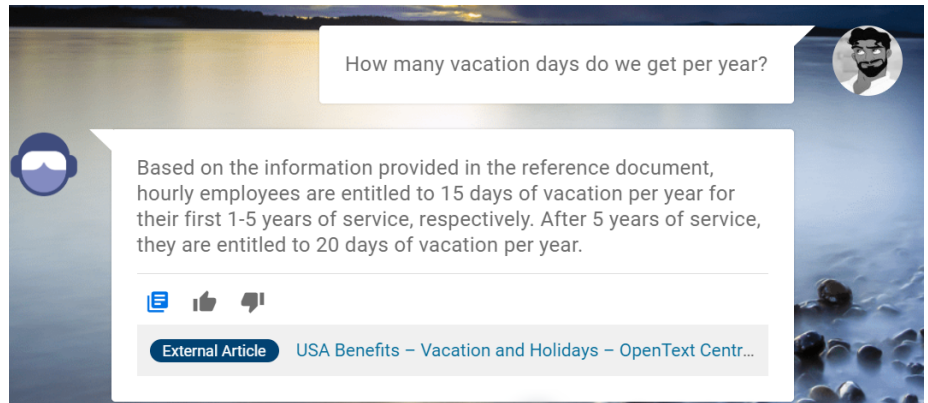 How many vacation days do we get per year?
Based on the information provided in the reference document,
hourly employees are entitled to 15 days of vacation per year for
their first 1-5 years of service, respectively. After 5 years of service,
they are entitled to 20 days of vacation per year.
External Article USA Benefits – Vacation and Holidays – OpenText Centr...